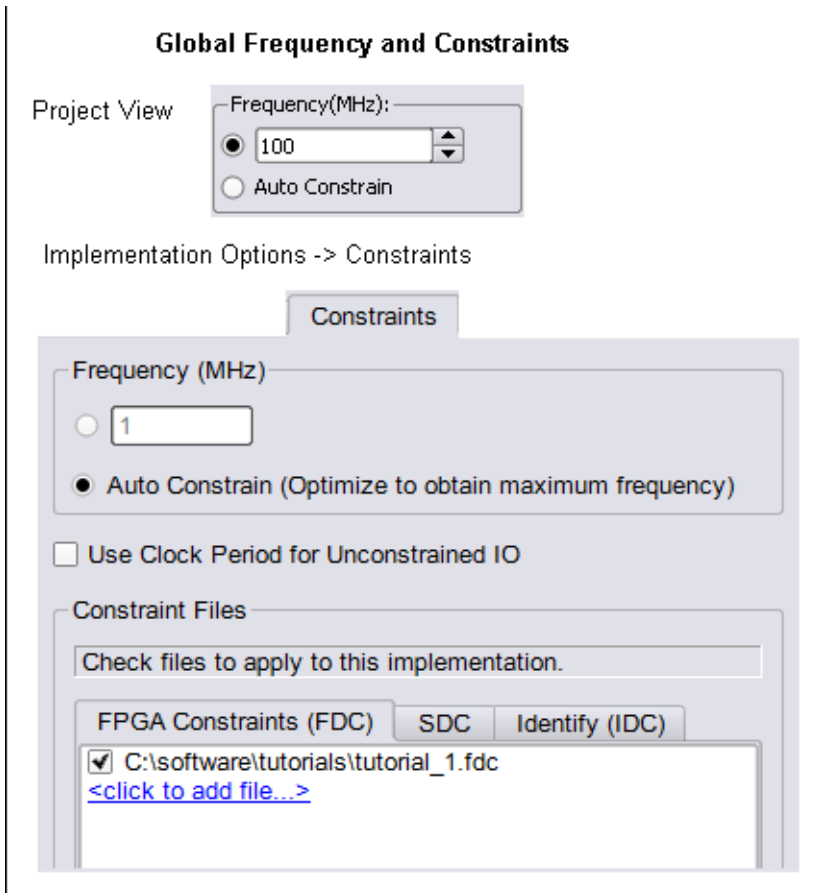 Global Frequency and Constraints
Project View
Frequency(MHz):
100
Auto Constrain
Implementation Options -> Constraints
Constraints
Frequency (MHz)
1
Auto Constrain (Optimize to obtain maximum frequency)
Use Clock Period for Unconstrained IO
Constraint Files
Check files to apply to this implementation.
FPGA Constraints (FDC) SDC Identify (IDC)
C:\software\tutorials\tutorial_1.fdc
<click to add file...>